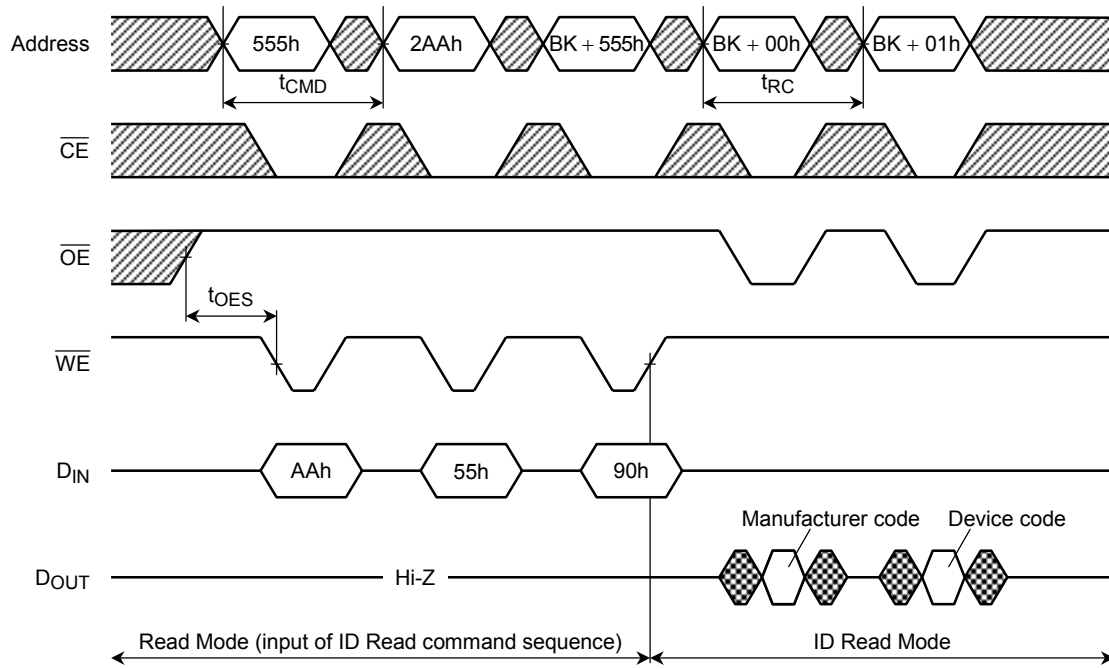 Address 555h 2AAh BK + 555h BK + 00h BK + 01h
tCMD tRC
CE
OE
tOES
WE
DIN AAh 55h 90h
Manufacturer code Device code
DOUT Hi-Z
Read Mode (input of ID Read command sequence) ID Read Mode